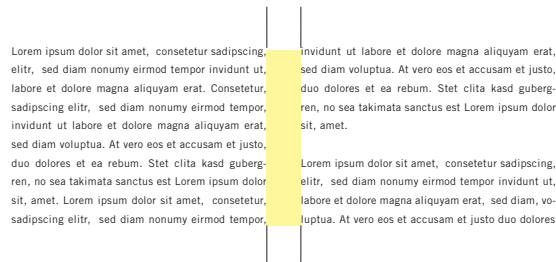 Lorem ipsum dolor sit amet, consetetur sadipscing,
elitr, sed diam nonumy eirmod tempor invidunt ut,
labore et dolore magna aliquyam erat. Consetetur,
sadipscing elitr, sed diam nonumy eirmod tempor,
invidunt ut labore et dolore magna aliquyam erat,
sed diam voluptua. At vero eos et accusam et justo,
duo dolores et ea rebum. Stet clita kasd guberg-
ren, no sea takimata sanctus est Lorem ipsum dolor
sit, amet. Lorem ipsum dolor sit amet, consetetur,
sadipscing elitr, sed diam nonumy eirmod tempor,
invidunt ut labore et dolore magna aliquyam erat,
sed diam voluptua. At vero eos et accusam et justo,
duo dolores et ea rebum. Stet clita kasd guberg-
ren, no sea takimata sanctus est Lorem ipsum dolor
sit, amet.
Lorem ipsum dolor sit amet, consetetur sadipscing,
elitr, sed diam nonumy eirmod tempor invidunt ut,
labore et dolore magna aliquyam erat, sed diam, vo-
luptua. At vero eos et accusam et justo duo dolores